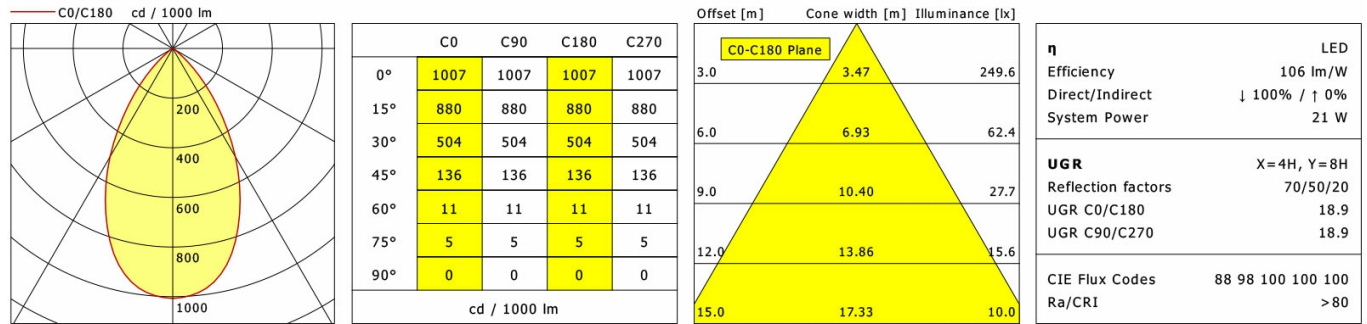 C0/C180 cd / 1000 lm
200
400
600
800
1000
C0 C90 C180 C270
0° 1007 1007 1007 1007
15° 880 880 880 880
30° 504 504 504 504
45° 136 136 136 136
60° 11 11 11 11
75° 5 5 5 5
90° 0 0 0 0
cd / 1000 lm
Offset [m] Cone width [m] Illuminance [lx]
C0-C180 Plane
3.0 3.47 249.6
6.0 6.93 62.4
9.0 10.40 27.7
12.0 13.86 15.6
15.0 17.33 10.0
η LED
Efficiency 106 lm/W
Direct/Indirect ↓ 100% / ↑ 0%
System Power 21 W
UGR X=4H, Y=8H
Reflection factors 70/50/20
UGR C0/C180 18.9
UGR C90/C270 18.9
CIE Flux Codes 88 98 100 100 100
Ra/CRI >80